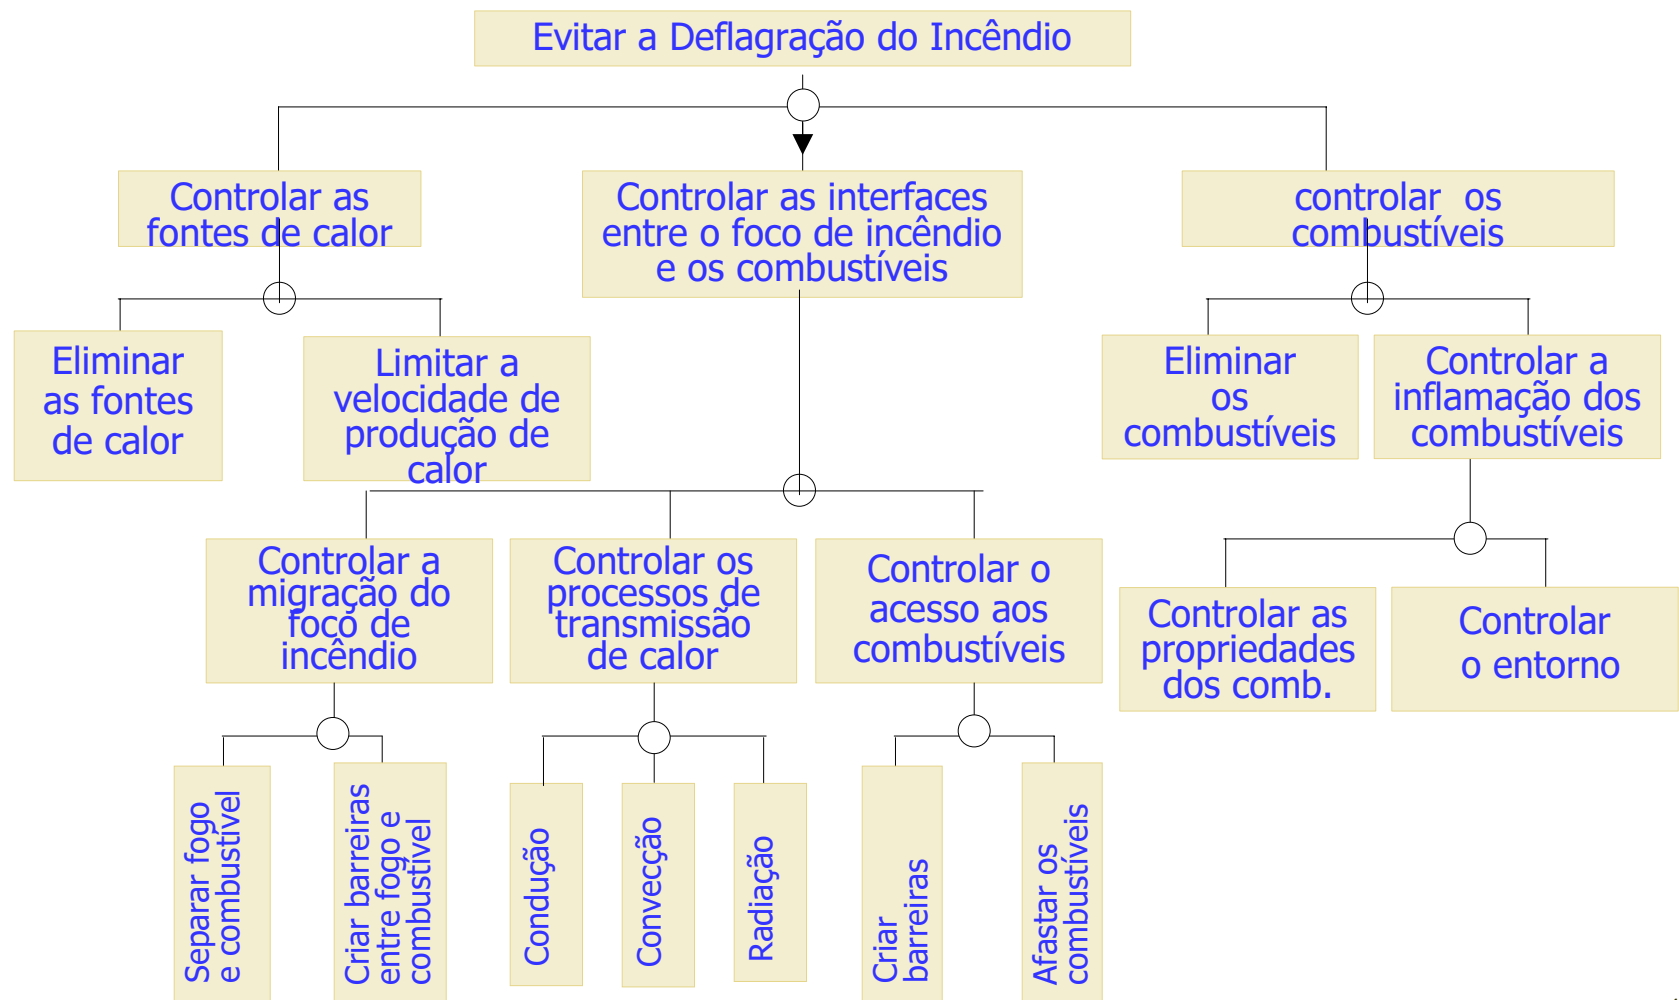 Evitar a Deflagração do Incêndio
Controlar as
fontes de calor
Controlar as interfaces
entre o foco de incêndio
e os combustíveis
controlar os
combustíveis
Eliminar
as fontes
de calor
Limitar a
velocidade de
produção de
calor
Eliminar
os
combustíveis
Controlar a
inflamação dos
combustíveis
Controlar a
migração do
foco de
incêndio
Controlar os
processos de
transmissão
de calor
Controlar o
acesso aos
combustíveis
Controlar as
propriedades
dos comb.
Controlar
o entorno
Separar fogo
e combustível
Criar barreiras
entre fogo e
combustível
Condução
Convecção
Radiação
Criar
barreiras
Afastar os
combustíveis